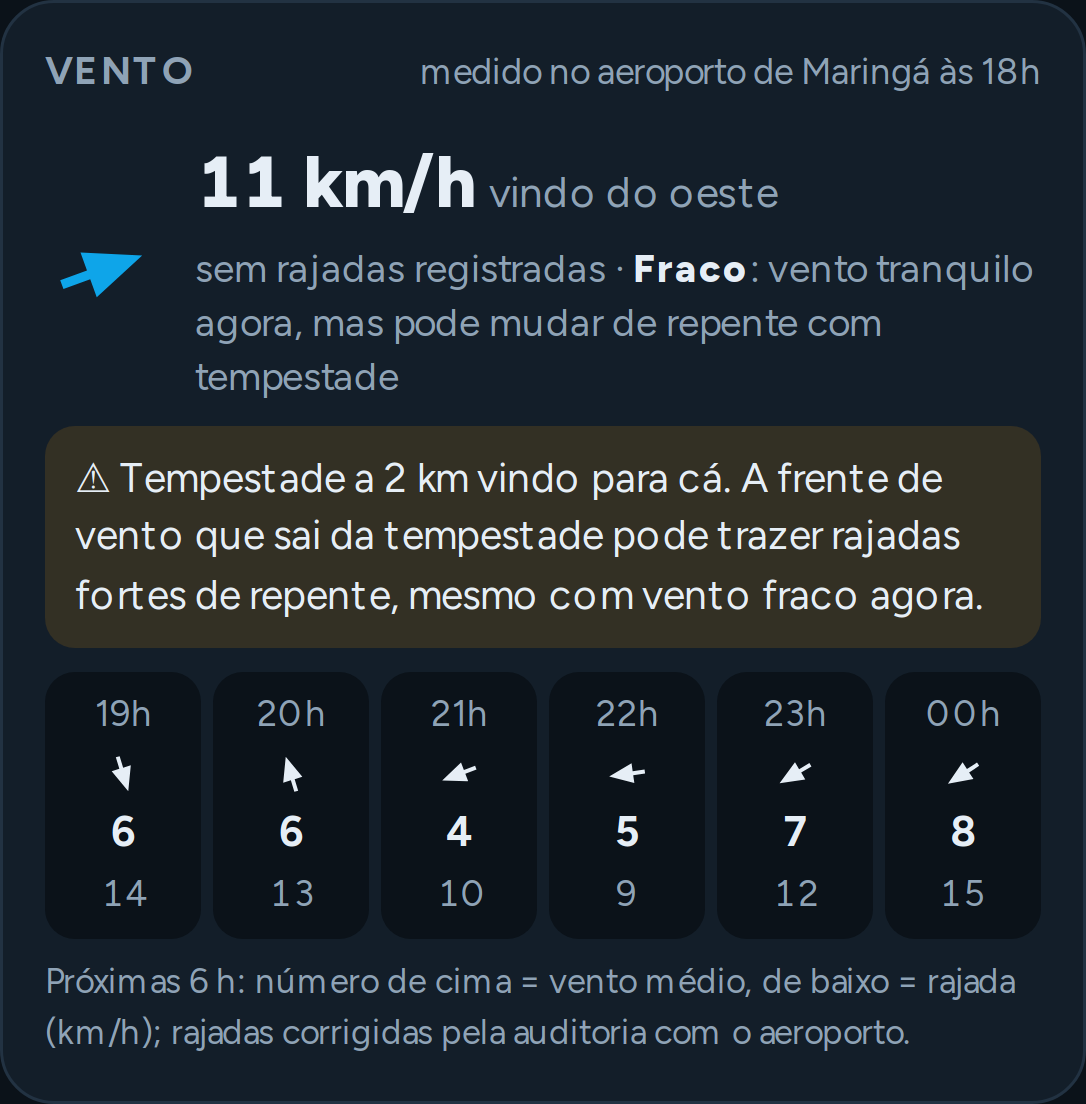 VENTO
medido no aeroporto de Maringá às 18h
11 km/h vindo do oeste
sem rajadas registradas · Fraco: vento tranquilo
agora, mas pode mudar de repente com
tempestade
⚠ Tempestade a 2 km vindo para cá. A frente de
vento que sai da tempestade pode trazer rajadas
fortes de repente, mesmo com vento fraco agora.
19h 20h 21h 22h 23h 00h
6 6 4 5 7 8
14 13 10 9 12 15
Próximas 6 h: número de cima = vento médio, de baixo = rajada
(km/h); rajadas corrigidas pela auditoria com o aeroporto.